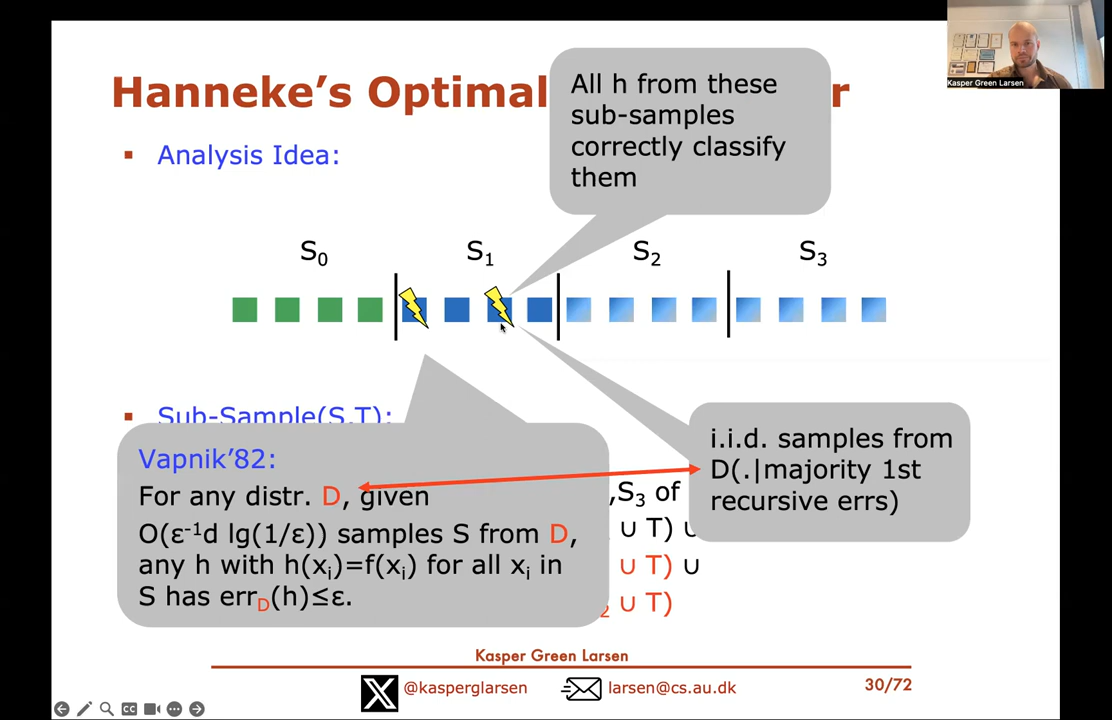 Kasper Green Larsen
Hanneke's Optimal
r
All h from these
sub-samples
correctly classify
them
▪ Analysis Idea:
S0 S1 S2 S3
▪ Sub-Sample(S,T):
Vapnik'82:
For any distr. D, given
O(ε-1d lg(1/ε)) samples S from D,
any h with h(xi)=f(xi) for all xi in
S has errD(h)≤ε.
,S3 of
∪ T) ∪
∪ T) ∪
2 ∪ T)
i.i.d. samples from
D(.|majority 1st
recursive errs)
Kasper Green Larsen
@kasperglarsen larsen@cs.au.dk 30/72